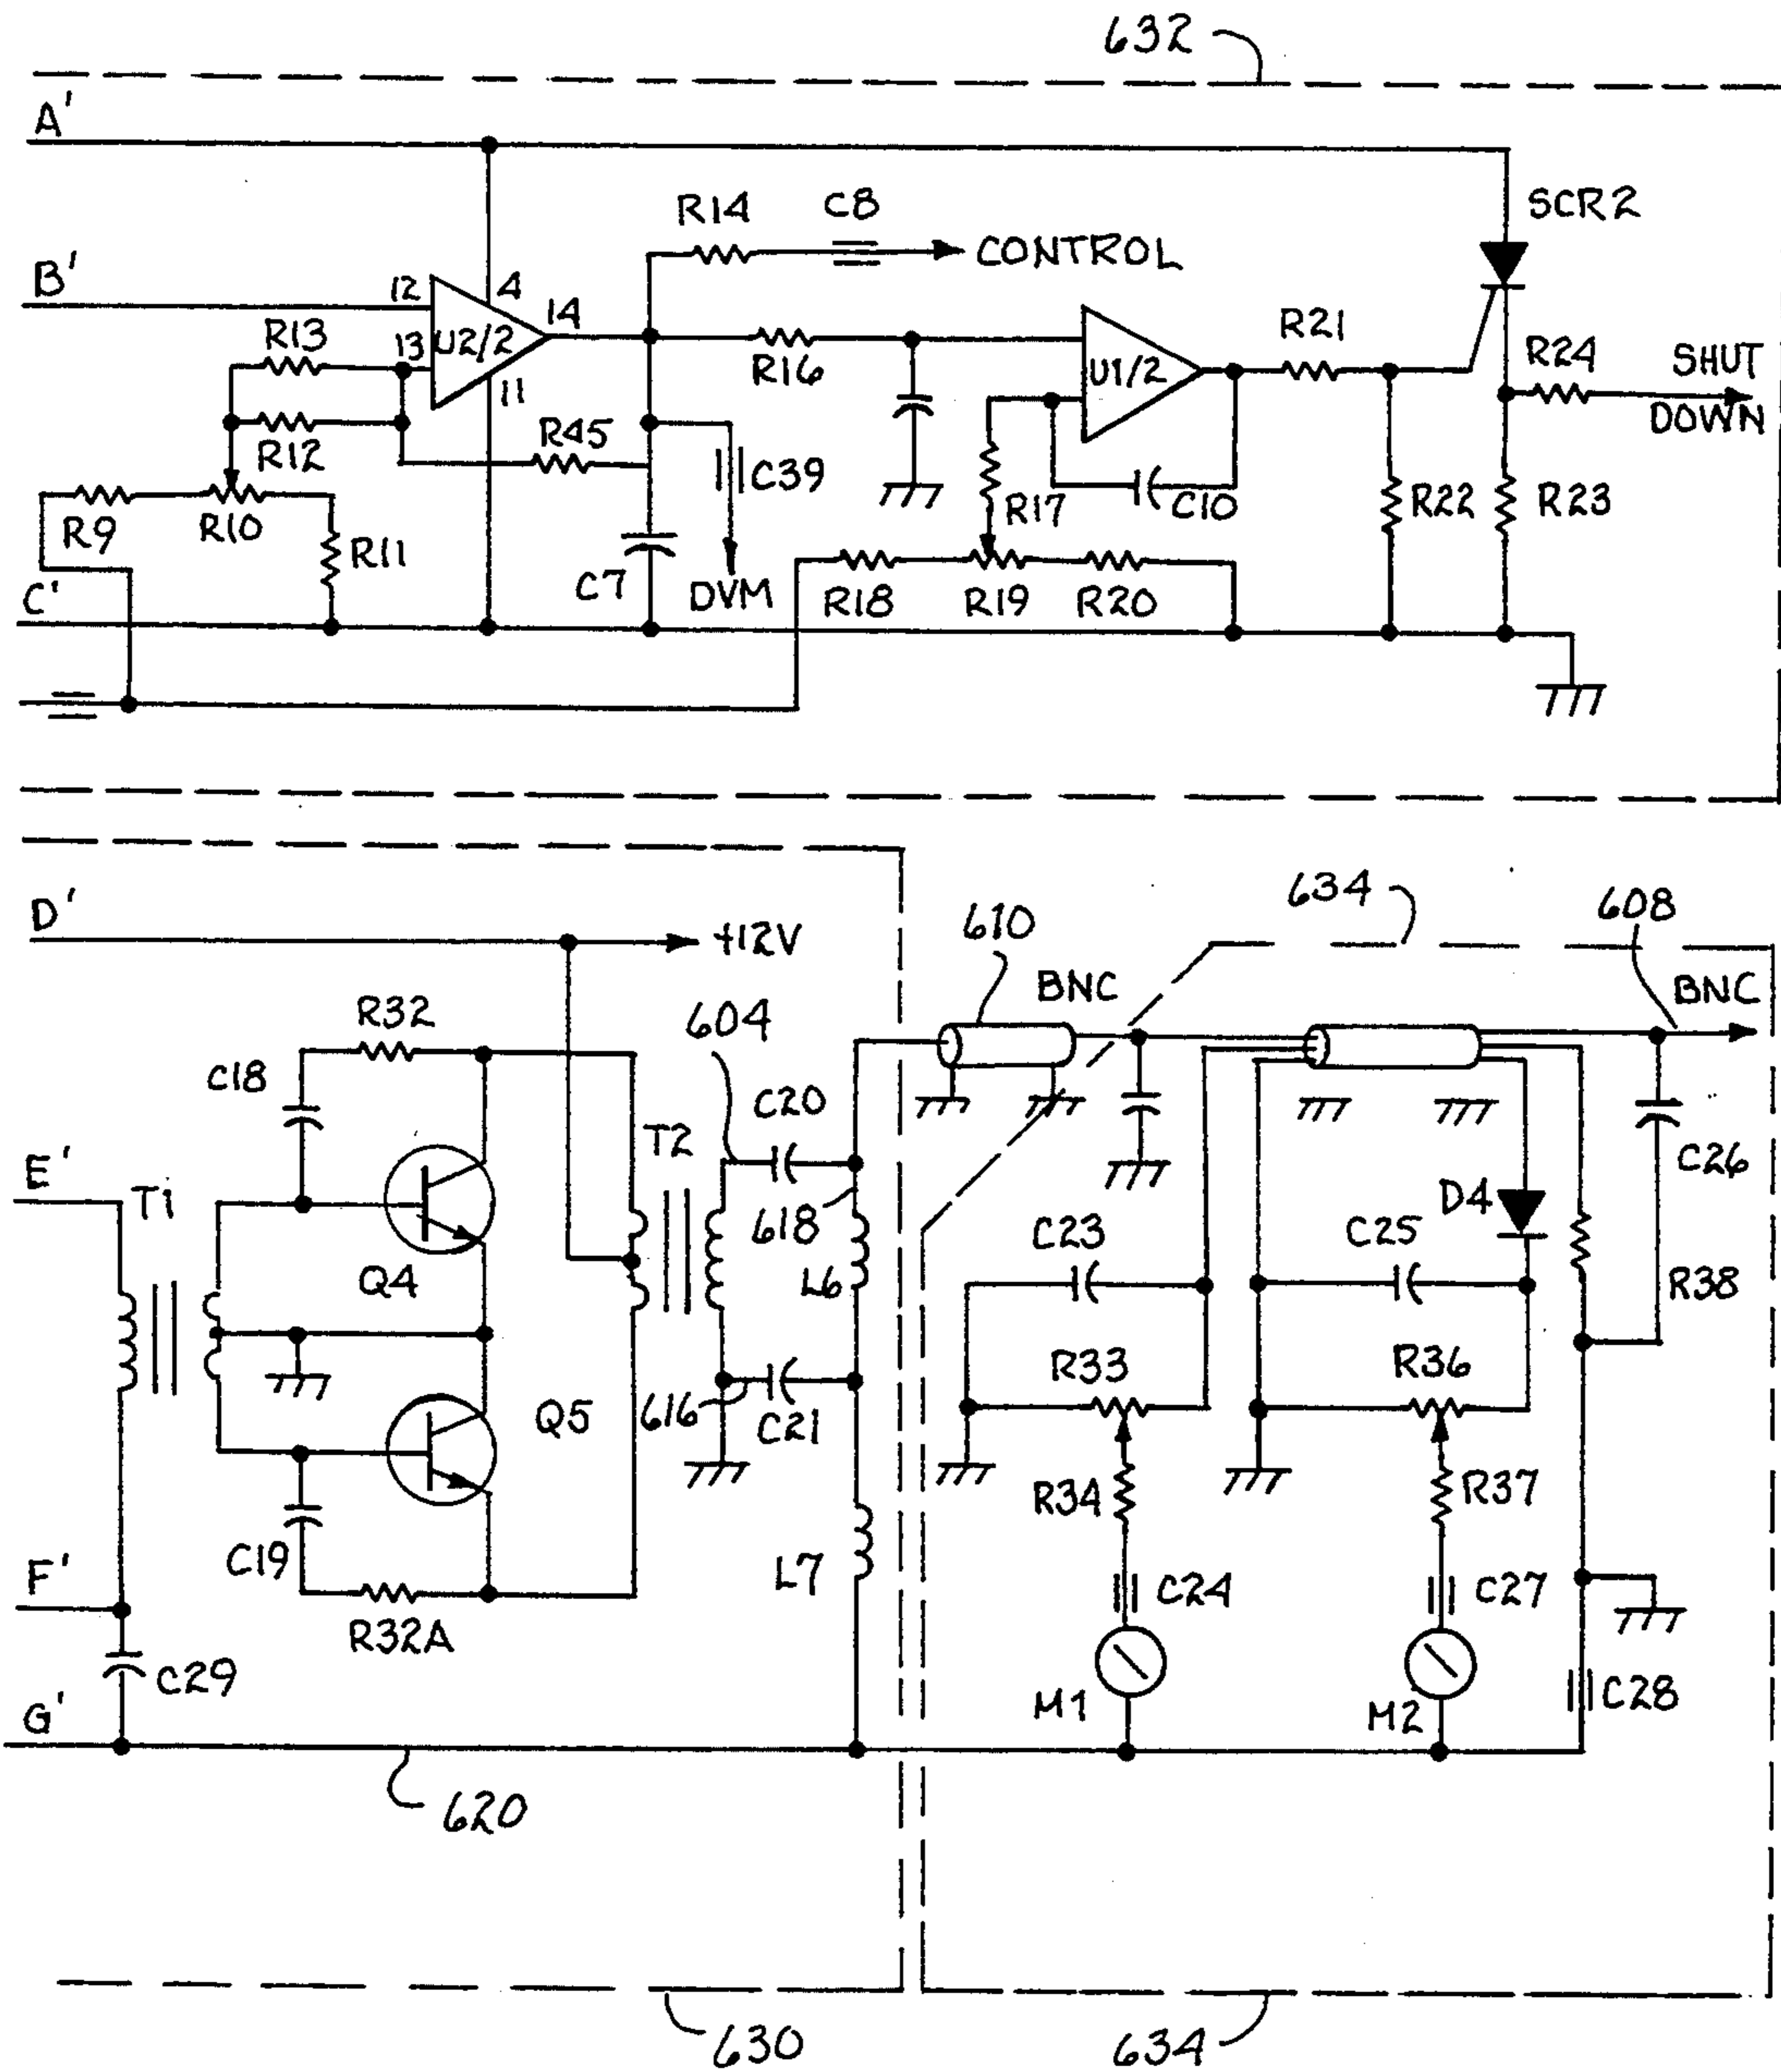 632
A'
R14 C8
SCR2
CONTROL
B'
12
4
14
R13
13
U2/2
R21
R16
U1/2
R24
SHUT
DOWN
11
R12
R45
C39
R9
R10
R11
R17
C10
R22
R23
C'
C7
DVM
R18
R19
R20
D'
634
608
610
+12V
BNC
BNC
R32
604
C18
C20
T2
C26
E'
T1
618
D4
C23
C25
Q4
L6
R38
R33
R36
Q5
616
C21
R34
R37
C19
L7
F'
C24
C27
R32A
C29
M1
M2
C28
G'
620
630
634